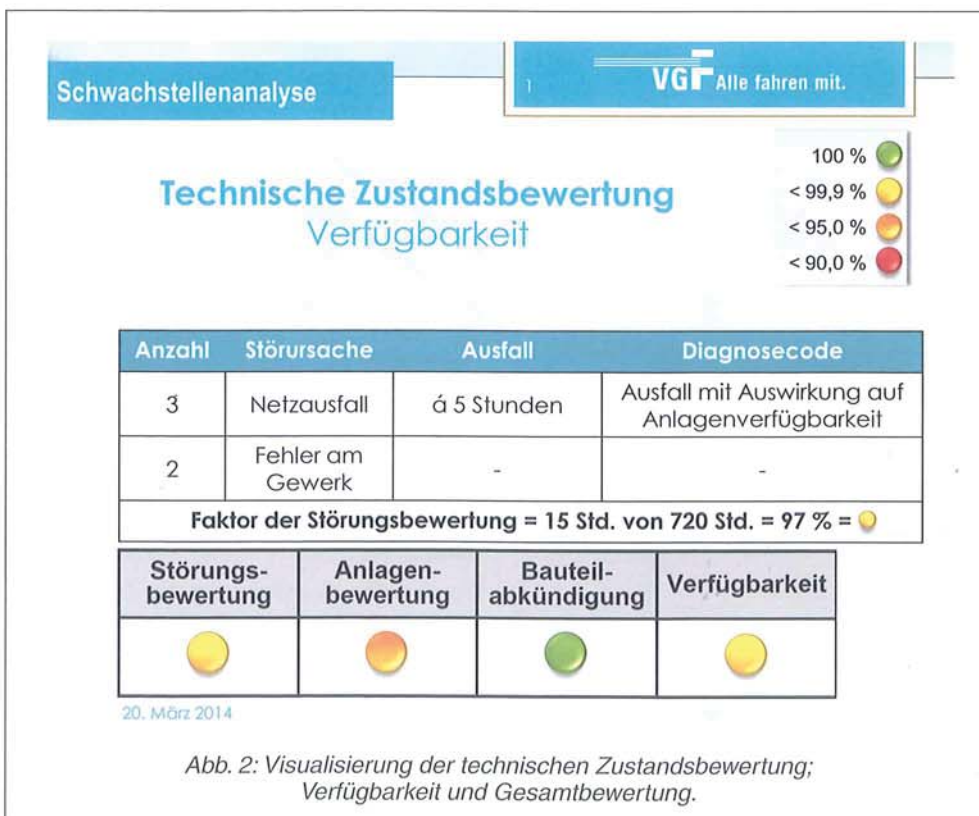 Schwachstellenanalyse
1
VGF Alle fahren mit.
100 %
< 99,9 %
< 95,0 %
< 90,0 %
Technische Zustandsbewertung
Verfügbarkeit
Anzahl Störursache Ausfall Diagnosecode
3 Netzausfall á 5 Stunden Ausfall mit Auswirkung auf
Anlagenverfügbarkeit
2 Fehler am
Gewerk - -
Faktor der Störungsbewertung = 15 Std. von 720 Std. = 97 % =
Störungs-
bewertung
Anlagen-
bewertung
Bauteil-
abkündigung
Verfügbarkeit
20. März 2014
Abb. 2: Visualisierung der technischen Zustandsbewertung;
Verfügbarkeit und Gesamtbewertung.